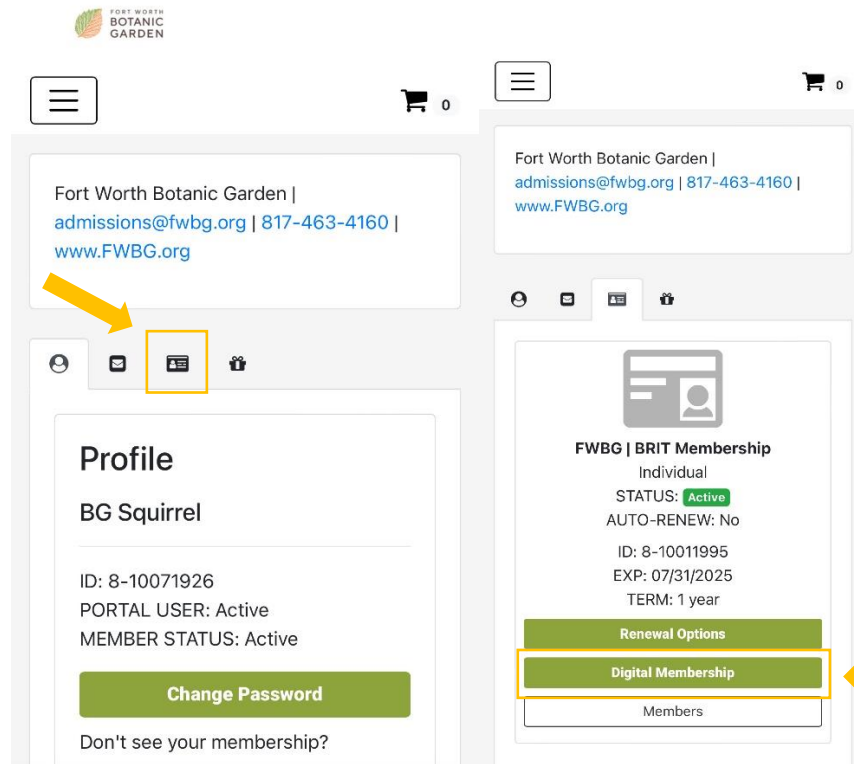 FORT WORTH
BOTANIC
GARDEN
0
Fort Worth Botanic Garden |
admissions@fwbg.org | 817-463-4160 |
www.FWBG.org
Profile
BG Squirrel
ID: 8-10071926
PORTAL USER: Active
MEMBER STATUS: Active
Change Password
Don't see your membership?
0
Fort Worth Botanic Garden |
admissions@fwbg.org | 817-463-4160 |
www.FWBG.org
FWBG | BRIT Membership
Individual
STATUS: Active
AUTO-RENEW: No
ID: 8-10011995
EXP: 07/31/2025
TERM: 1 year
Renewal Options
Digital Membership
Members